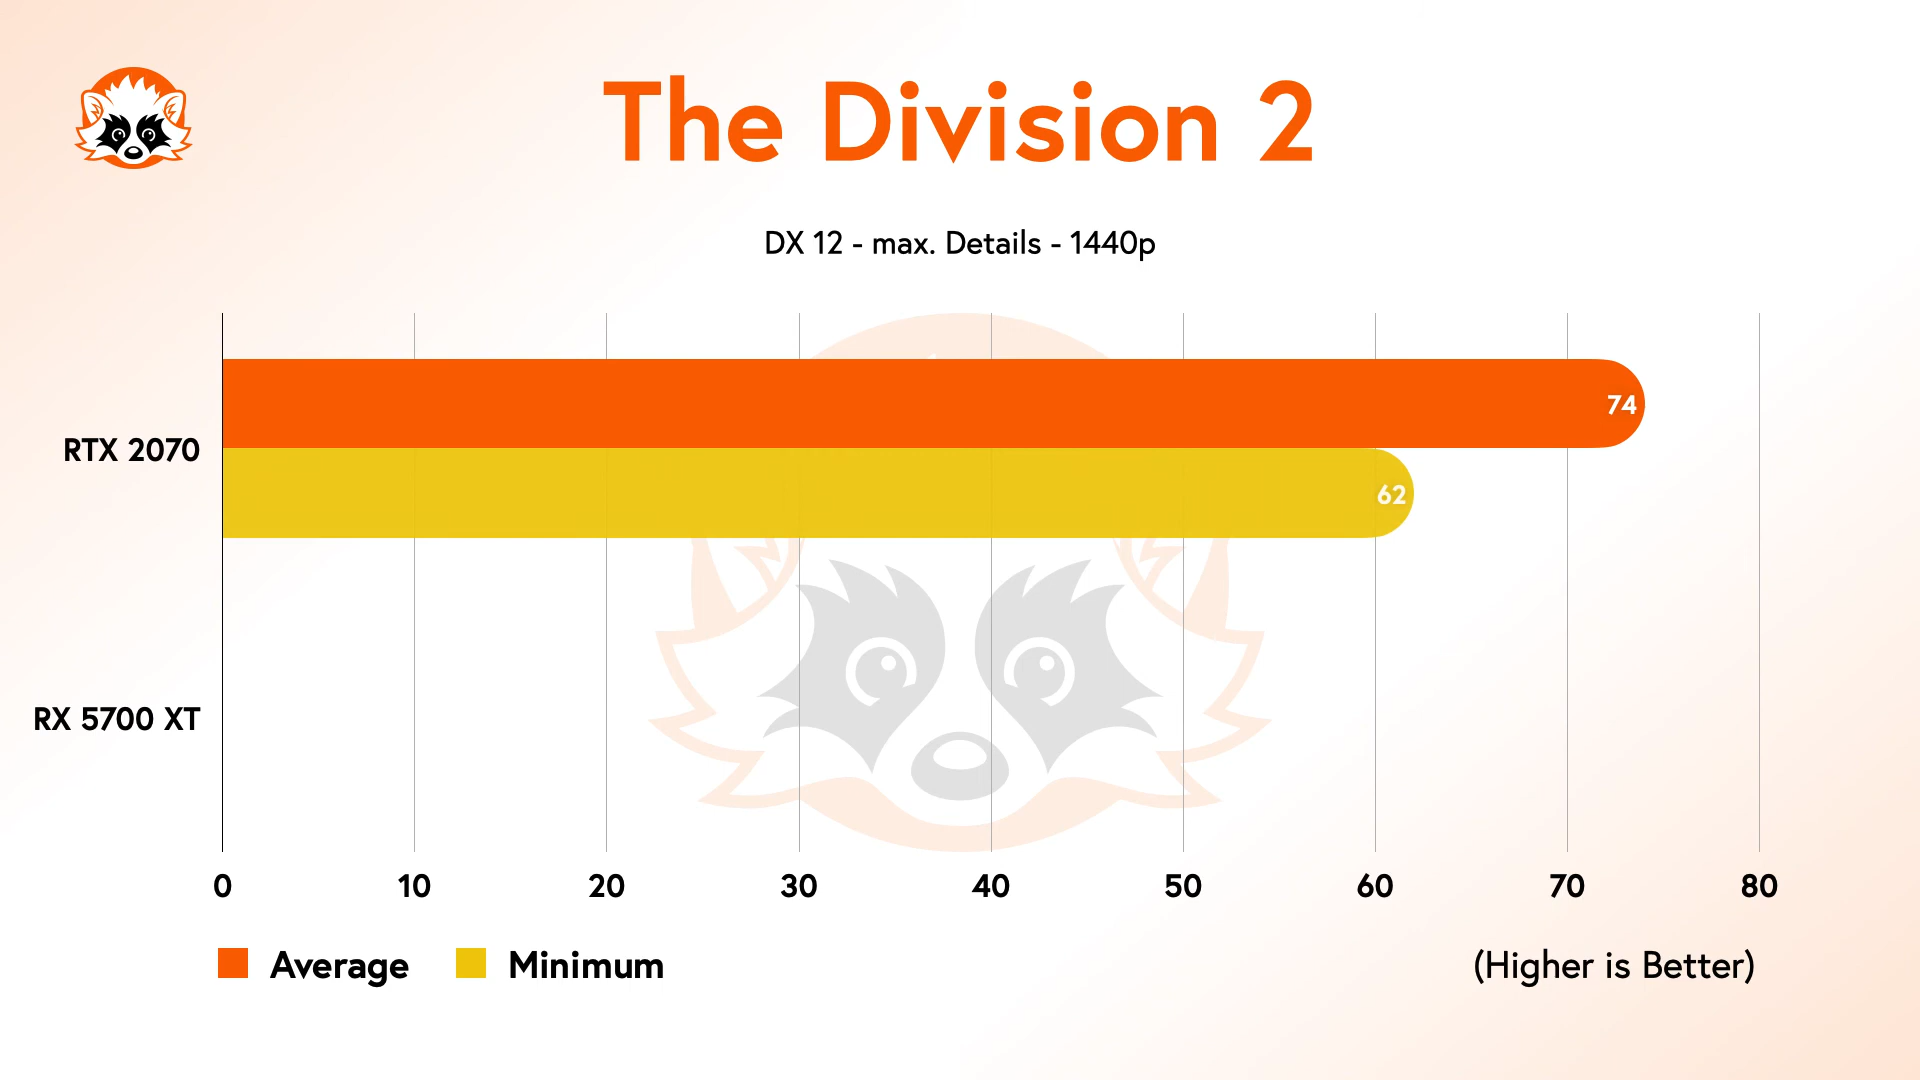 The Division 2
DX 12 - max. Details - 1440p
74
RTX 2070
62
RX 5700 XT
0 10 20 30 40 50 60 70 80
Average Minimum (Higher is Better)